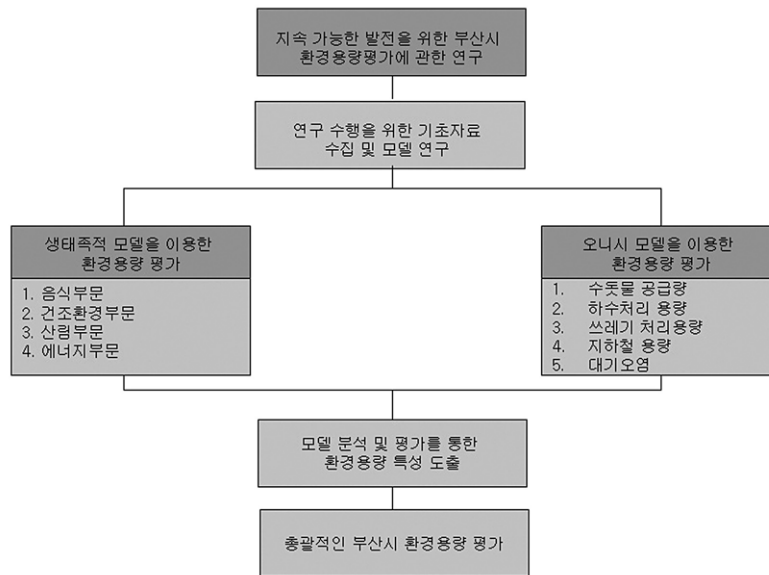 지속 가능한 발전을 위한 부산시
환경용량평가에 관한 연구
연구 수행을 위한 기초자료
수집 및 모델 연구
생태족적 모델을 이용한
환경용량 평가
1. 음식부문
2. 건조환경부문
3. 산림부문
4. 에너지부문
오니시 모델을 이용한
환경용량 평가
1. 수돗물 공급량
2. 하수처리 용량
3. 쓰레기 처리용량
4. 지하철 용량
5. 대기오염
모델 분석 및 평가를 통한
환경용량 특성 도출
총괄적인 부산시 환경용량 평가